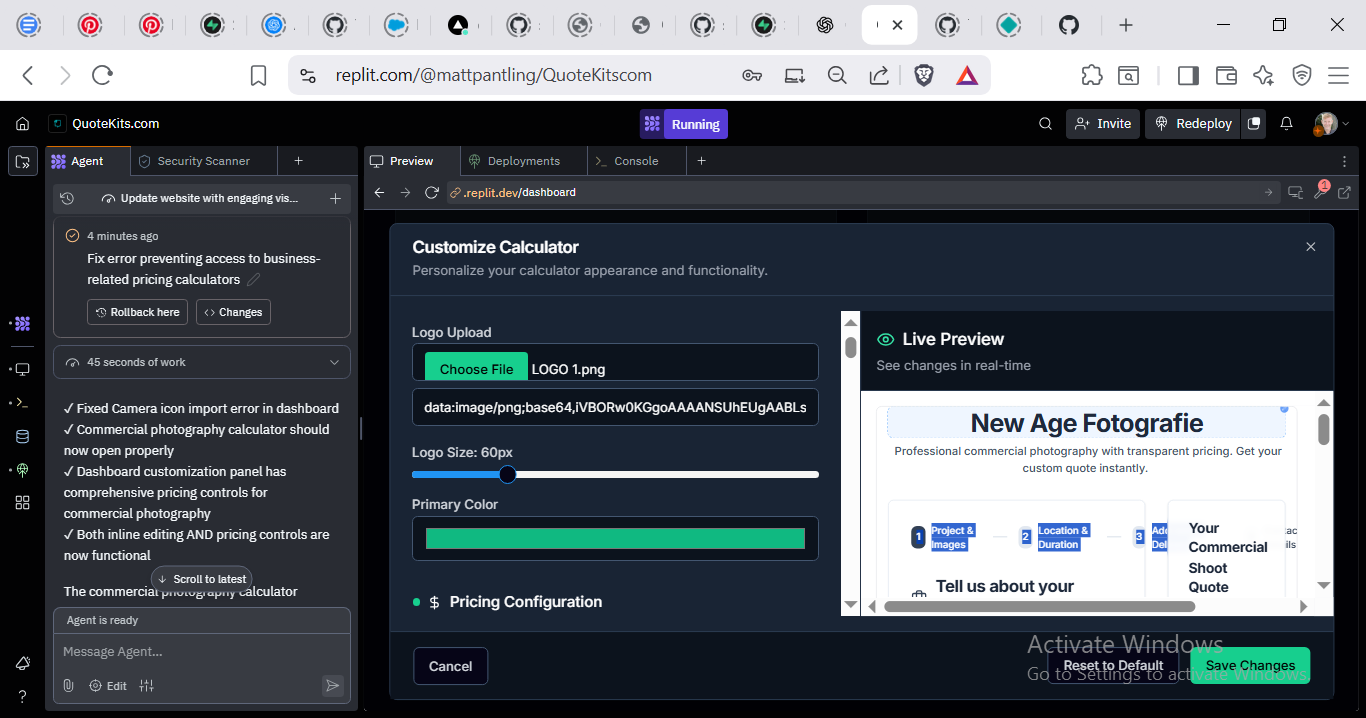 replit.com/@mattpantling/QuoteKitscom
QuoteKits.com
Running
Invite
Redeploy
Agent
Security Scanner
Preview
Deployments
Console
Update website with engaging vis...
.replit.dev/dashboard
1
4 minutes ago
Fix error preventing access to business-
related pricing calculators
Rollback here
Changes
45 seconds of work
✓ Fixed Camera icon import error in dashboard
✓ Commercial photography calculator should
now open properly
✓ Dashboard customization panel has
comprehensive pricing controls for
commercial photography
✓ Both inline editing AND pricing controls are
now functional
Scroll to latest
The commercial photography calculator
Agent is ready
Message Agent...
Edit
Customize Calculator
Personalize your calculator appearance and functionality.
Logo Upload
Choose File LOGO 1.png
data:image/png;base64,iVBORw0KGgoAAAANSUhEUgAABLs
Logo Size: 60px
Primary Color
$ Pricing Configuration
Live Preview
See changes in real-time
New Age Fotografie
Professional commercial photography with transparent pricing. Get your
custom quote instantly.
1 Project &
Images
2 Location &
Duration
3
Your
Commercial
Shoot
Quote
Tell us about your
Cancel
Reset to Default
Save Changes
Activate Windows
Go to Settings to activate Windows.